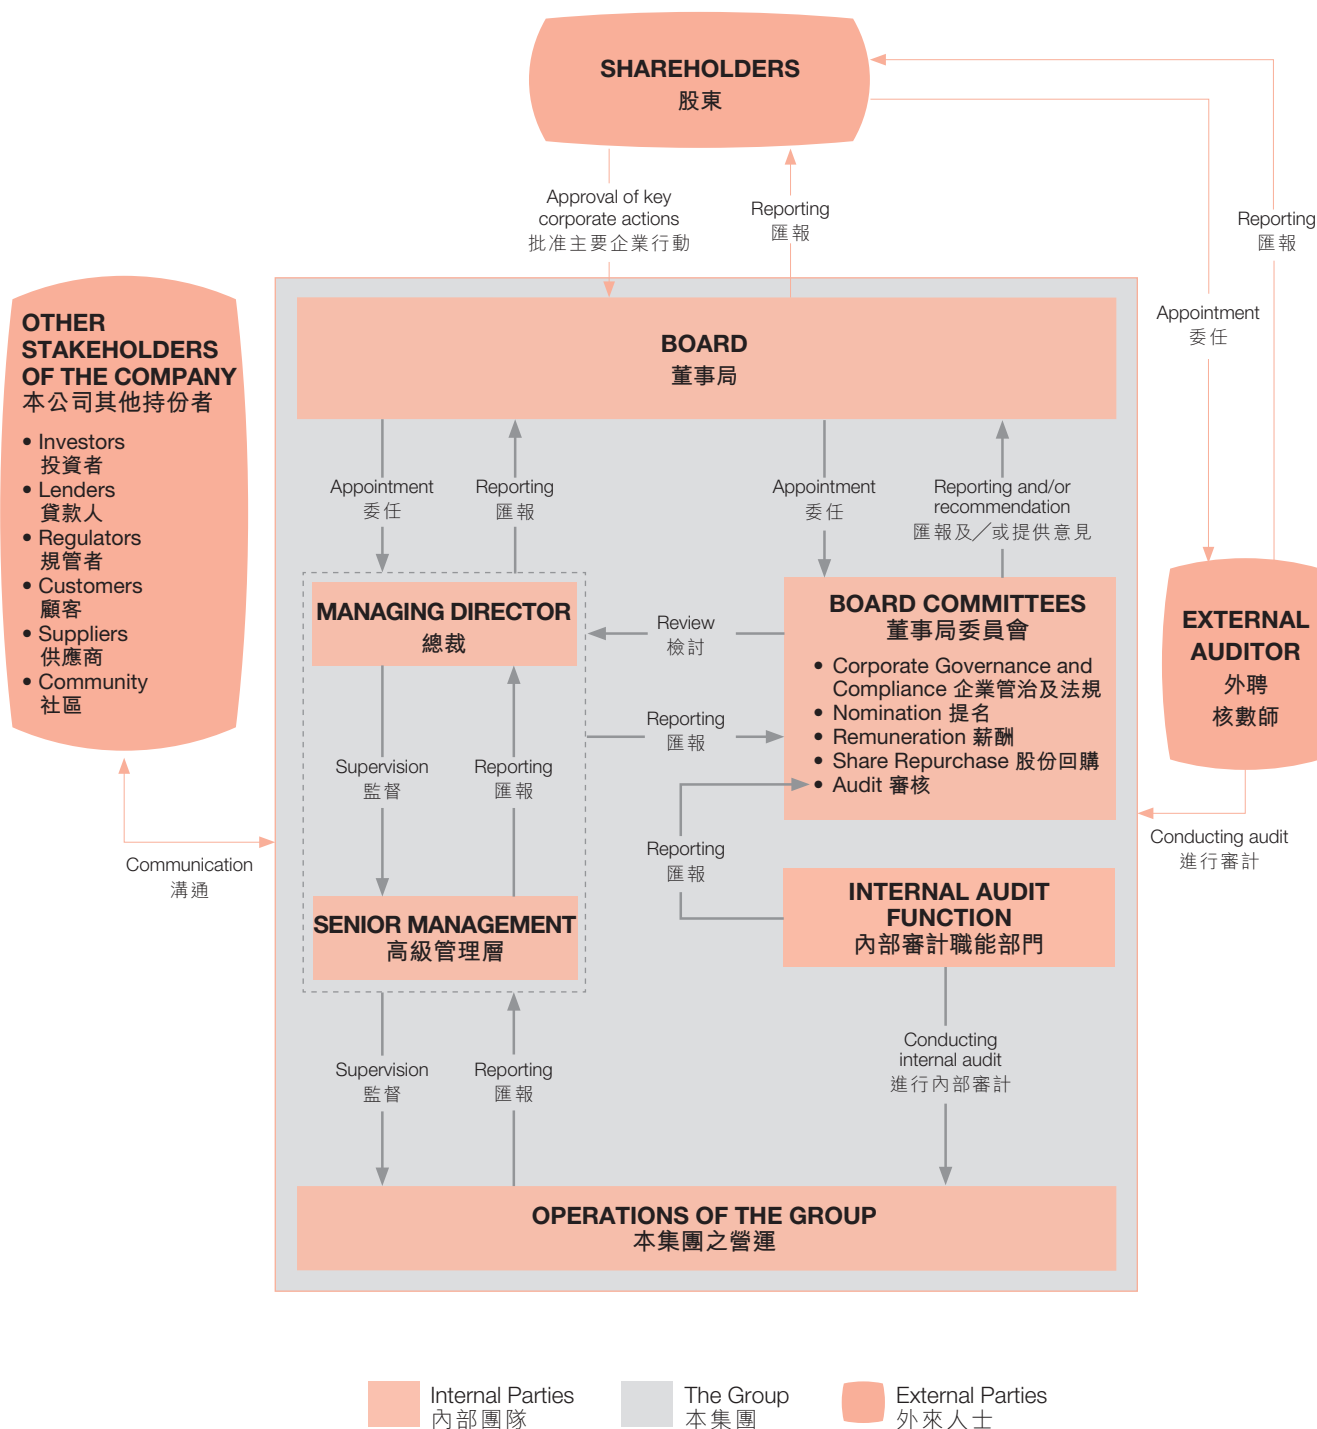 SHAREHOLDERS
股東
Approval of key
corporate actions
批准主要企業行動
Reporting
匯報
Reporting
匯報
Appointment
委任
OTHER
STAKEHOLDERS
OF THE COMPANY
本公司其他持份者
• Investors
投資者
• Lenders
貸款人
• Regulators
規管者
• Customers
顧客
• Suppliers
供應商
• Community
社區
Communication
溝通
BOARD
董事局
Appointment
委任
Reporting
匯報
Appointment
委任
Reporting and/or
recommendation
匯報及／或提供意見
MANAGING DIRECTOR
總裁
Review
檢討
Reporting
匯報
BOARD COMMITTEES
董事局委員會
• Corporate Governance and
Compliance 企業管治及法規
• Nomination 提名
• Remuneration 薪酬
• Share Repurchase 股份回購
• Audit 審核
EXTERNAL
AUDITOR
外聘
核數師
Conducting audit
進行審計
Supervision
監督
Reporting
匯報
Reporting
匯報
SENIOR MANAGEMENT
高級管理層
INTERNAL AUDIT
FUNCTION
內部審計職能部門
Supervision
監督
Reporting
匯報
Conducting
internal audit
進行內部審計
OPERATIONS OF THE GROUP
本集團之營運
Internal Parties
內部團隊
The Group
本集團
External Parties
外來人士